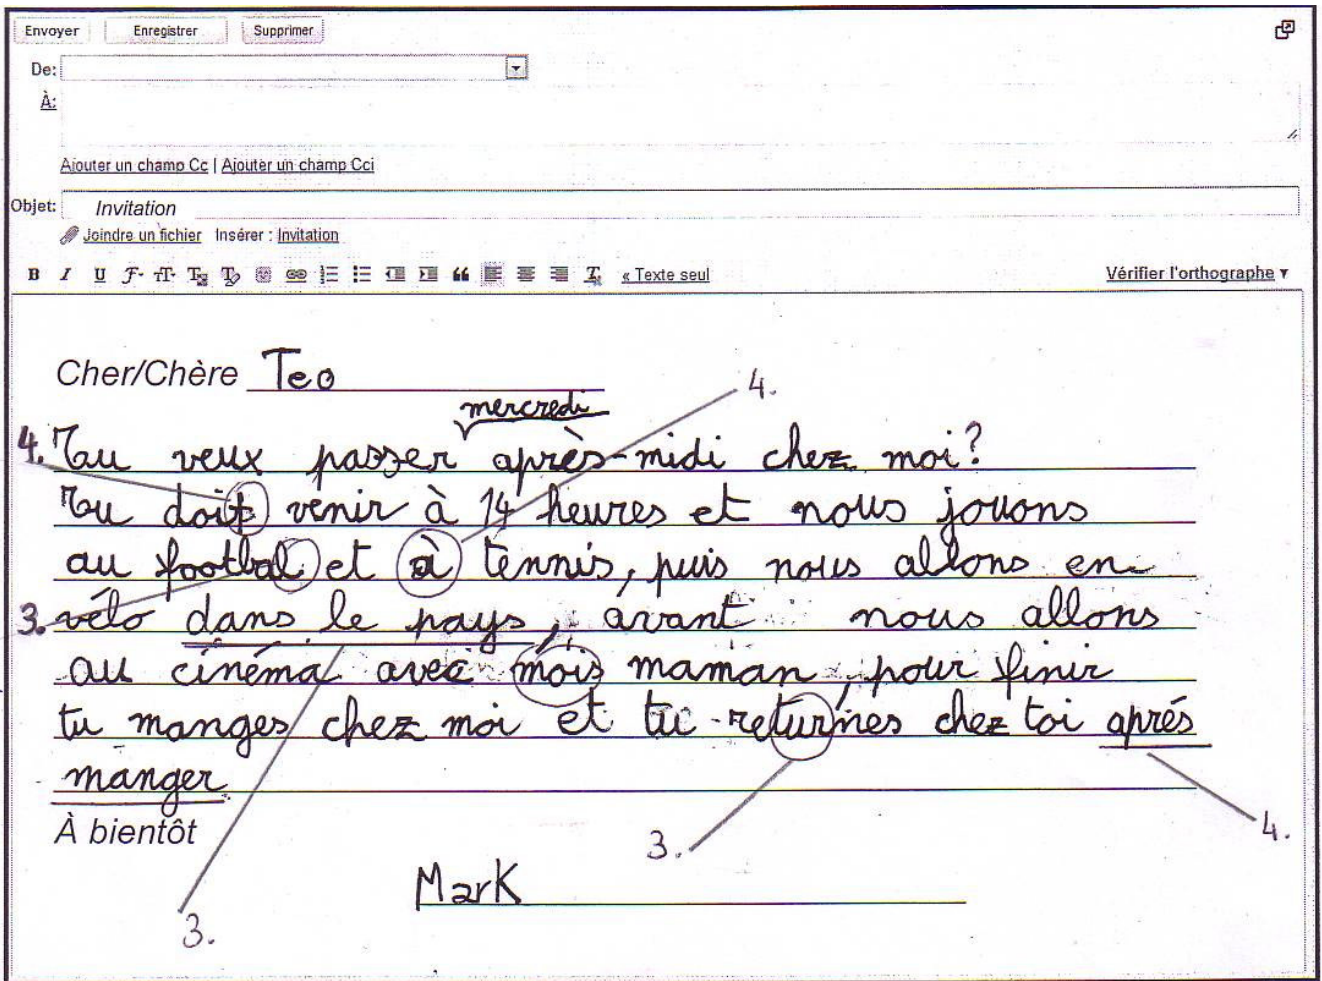 Envoyer Enregistrer Supprimer
De:
À:
Ajouter un champ Cc | Ajouter un champ Cci
Objet: Invitation
Joindre un fichier Insérer : Invitation
B I U « Texte seul Vérifier l'orthographe
Cher/Chère Teo
4.
mercredi
4. Tu veux passer après-midi chez moi?
Tu doit venir à 14 heures et nous jouons
au footbal et à tennis, puis nous allons en
3. vélo dans le pays, avant nous allons
au cinéma avec mois maman, pour finir
tu manges chez moi et tu returnes chez toi aprés
manger
À bientôt
3.
4.
Mark
3.